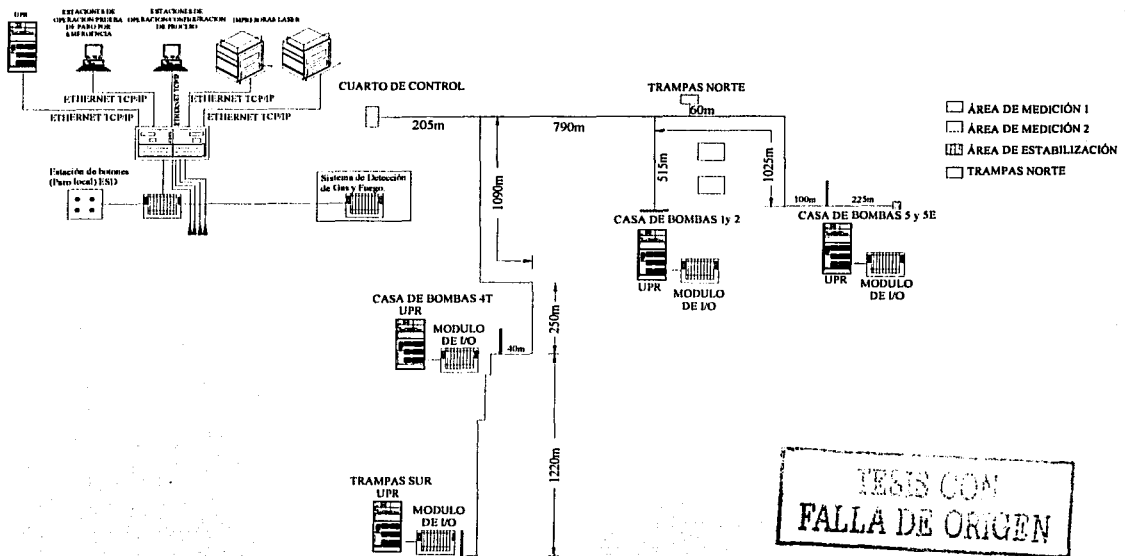 UPR
ESTACIONES DE
OPERACION PRUEBA
DE PARO POR
EMERGENCIA
ESTACIONES DE
OPERACION CONFIGURACION
DE PROCESO
IMPRESORAS LASER
ETHERNET TCP/IP
ETHERNET TCP/IP
ETHERNET TCP/IP
ETHERNET TCP/IP
ETHERNET TCP/IP
Estación de botones
(Paro local) ESD
Sistema de Detección
de Gas y Fuego.
CUARTO DE CONTROL
205m
790m
TRAMPAS NORTE
60m
1090m
515m
1025m
100m
225m
CASA DE BOMBAS 1y 2
UPR
MODULO
DE I/O
CASA DE BOMBAS 5 y 5E
UPR
MODULO
DE I/O
ÁREA DE MEDICIÓN 1
ÁREA DE MEDICIÓN 2
ÁREA DE ESTABILIZACIÓN
TRAMPAS NORTE
CASA DE BOMBAS 4T
UPR
MODULO
DE I/O
40m
250m
1220m
TRAMPAS SUR
UPR
MODULO
DE I/O
TESIS CON
FALLA DE ORIGEN